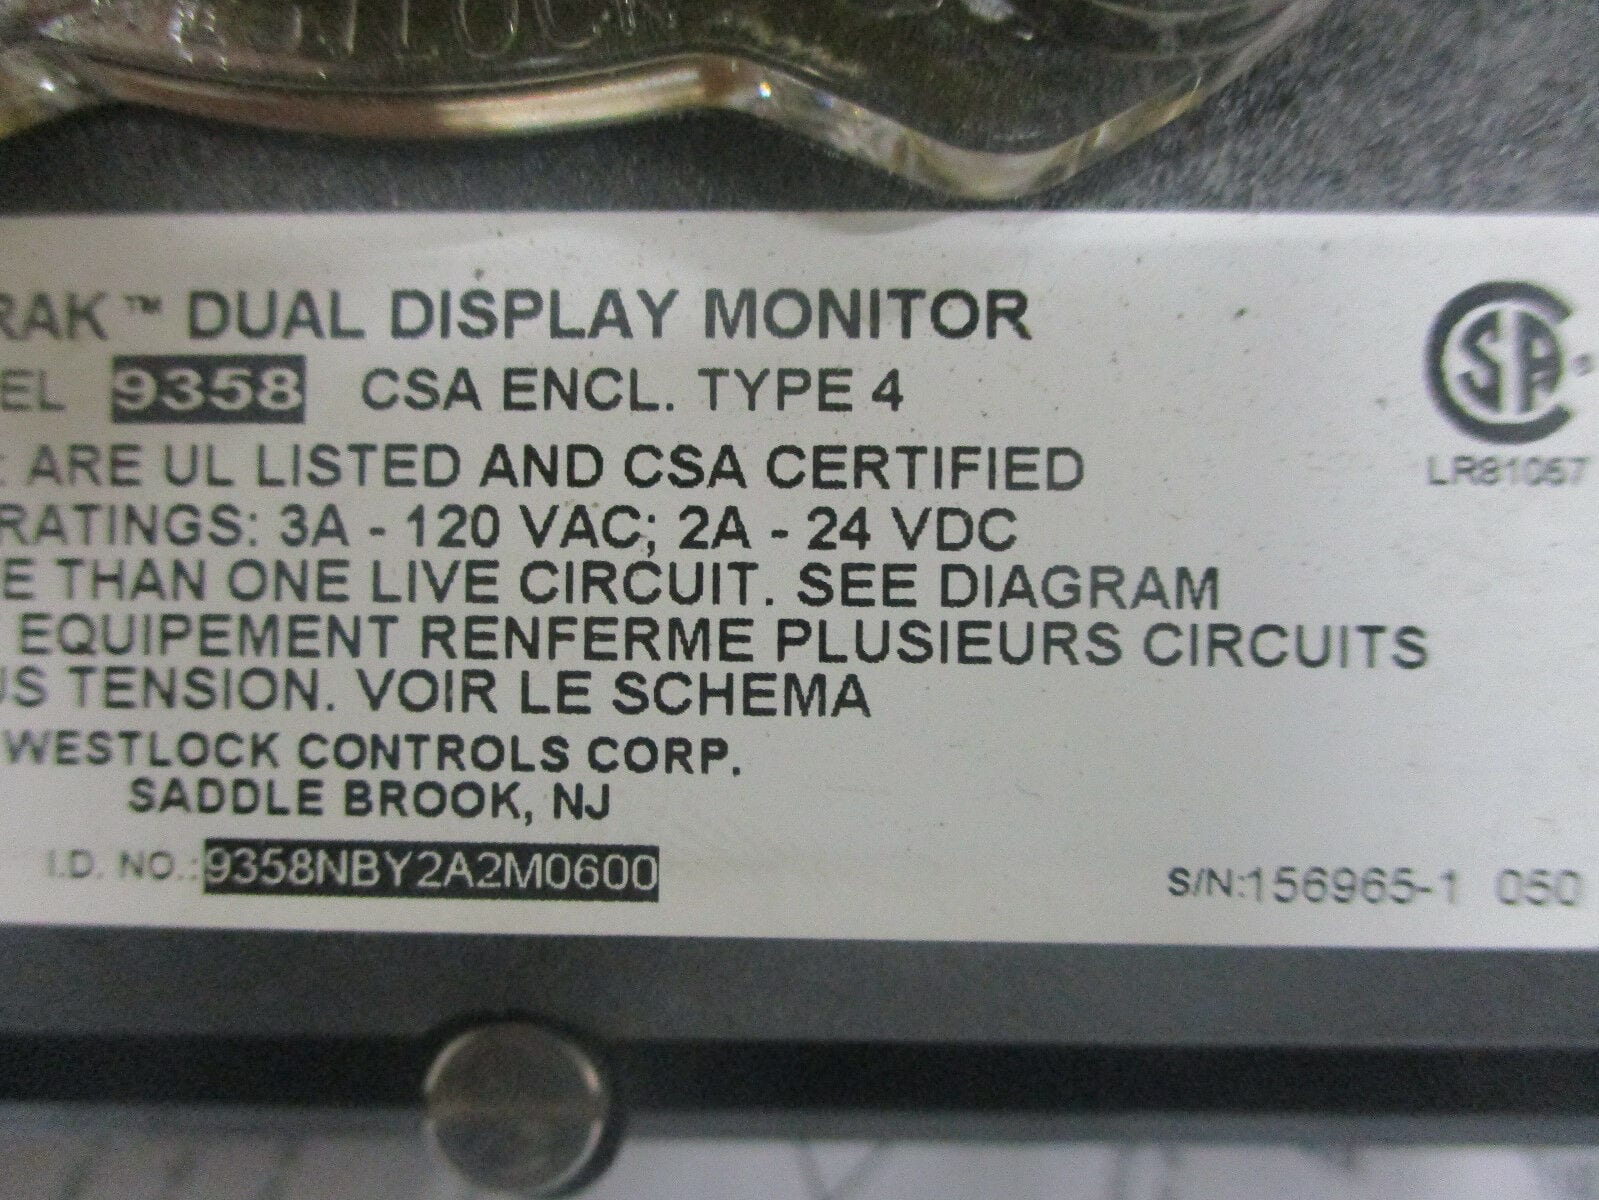 RAK™ DUAL DISPLAY MONITOR
EL 9358 CSA ENCL. TYPE 4
ARE UL LISTED AND CSA CERTIFIED
RATINGS: 3A - 120 VAC; 2A - 24 VDC
E THAN ONE LIVE CIRCUIT. SEE DIAGRAM
EQUIPEMENT RENFERME PLUSIEURS CIRCUITS
US TENSION. VOIR LE SCHEMA
WESTLOCK CONTROLS CORP.
SADDLE BROOK, NJ
I.D. NO.: 9358NBY2A2M0600
S/N:156965-1 050
CSA®
LR81057